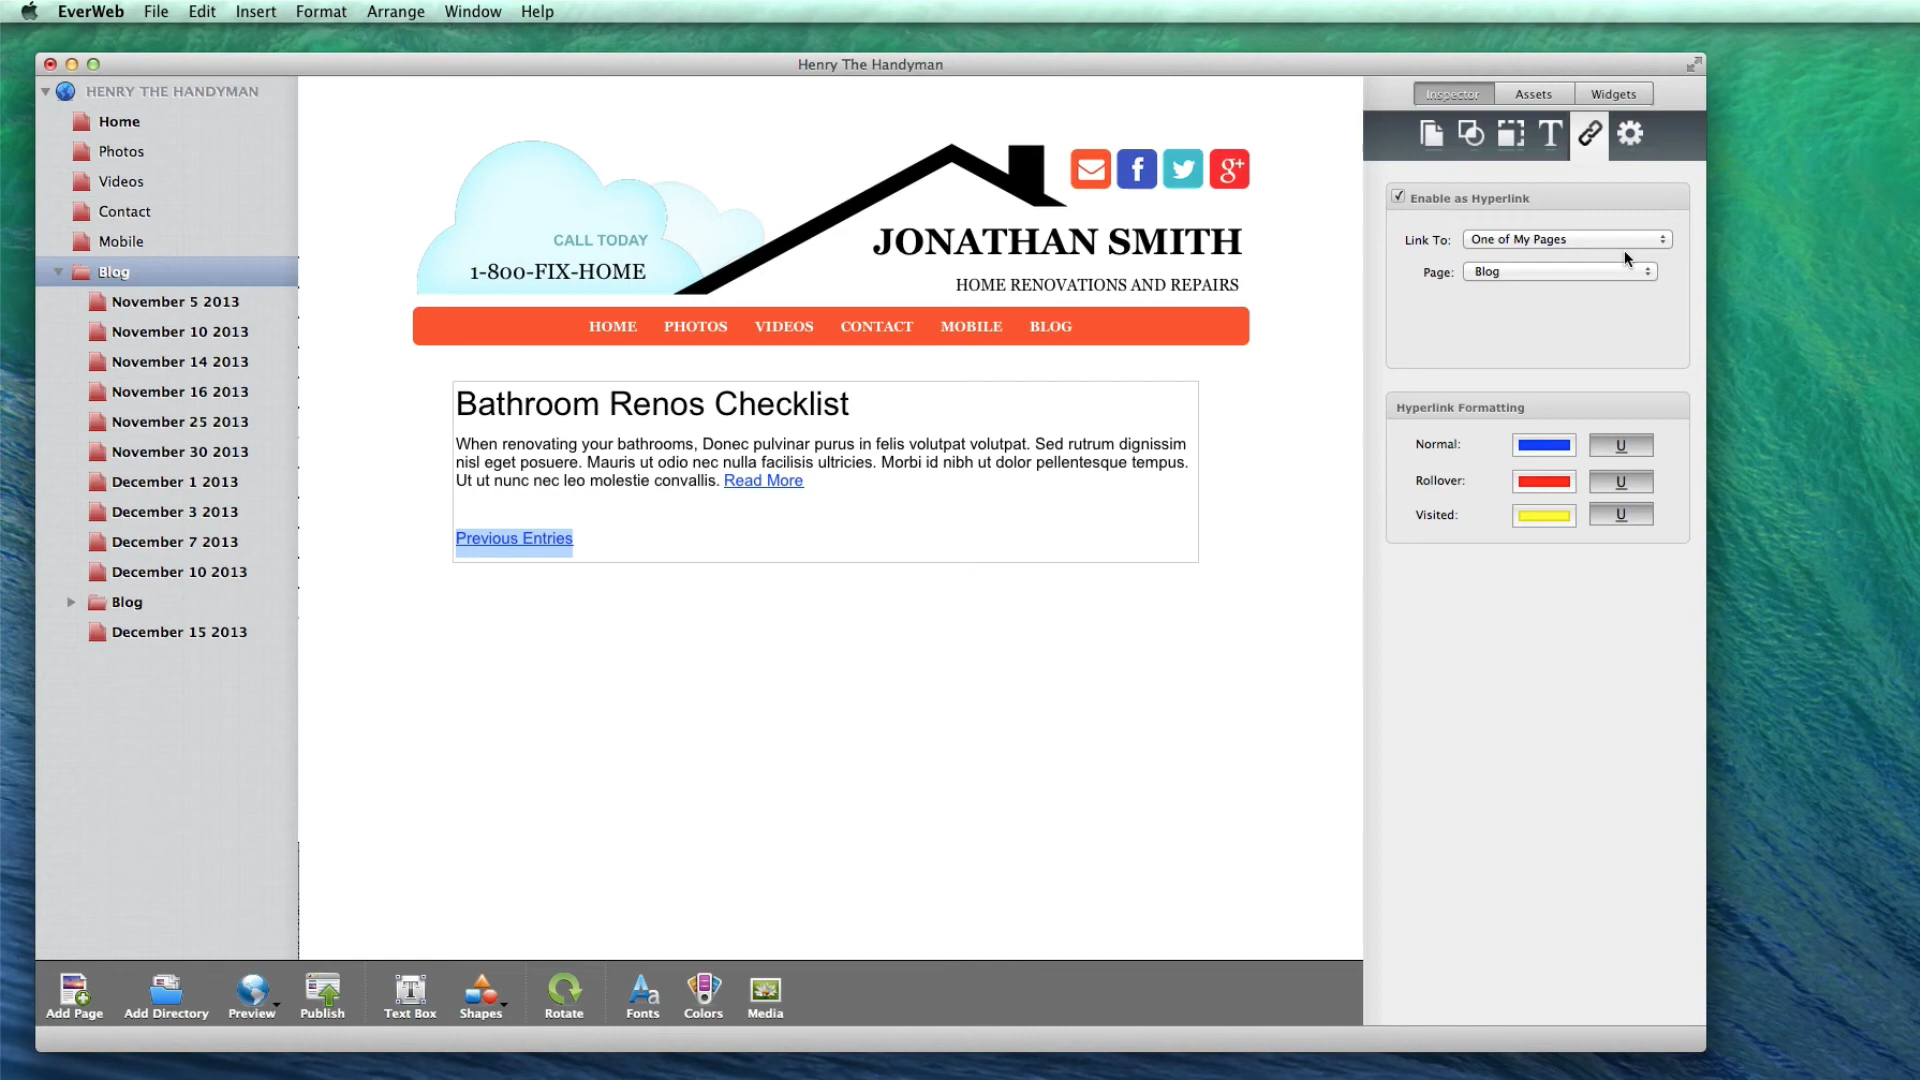 EverWeb File Edit Insert Format Arrange Window Help
Henry The Handyman
HENRY THE HANDYMAN
Home
Photos
Videos
Contact
Mobile
Blog
November 5 2013
November 10 2013
November 14 2013
November 16 2013
November 25 2013
November 30 2013
December 1 2013
December 3 2013
December 7 2013
December 10 2013
Blog
December 15 2013
CALL TODAY
1-800-FIX-HOME
f
g+
JONATHAN SMITH
HOME RENOVATIONS AND REPAIRS
HOME PHOTOS VIDEOS CONTACT MOBILE BLOG
Bathroom Renos Checklist
When renovating your bathrooms, Donec pulvinar purus in felis volutpat volutpat. Sed rutrum dignissim
nisl eget posuere. Mauris ut odio nec nulla facilisis ultricies. Morbi id nibh ut dolor pellentesque tempus.
Ut ut nunc nec leo molestie convallis. Read More
Previous Entries
Inspector Assets Widgets
T
Enable as Hyperlink
Link To: One of My Pages
Page: Blog
Hyperlink Formatting
Normal: U
Rollover: U
Visited: U
Add Page Add Directory Preview Publish Text Box Shapes Rotate Fonts Colors Media